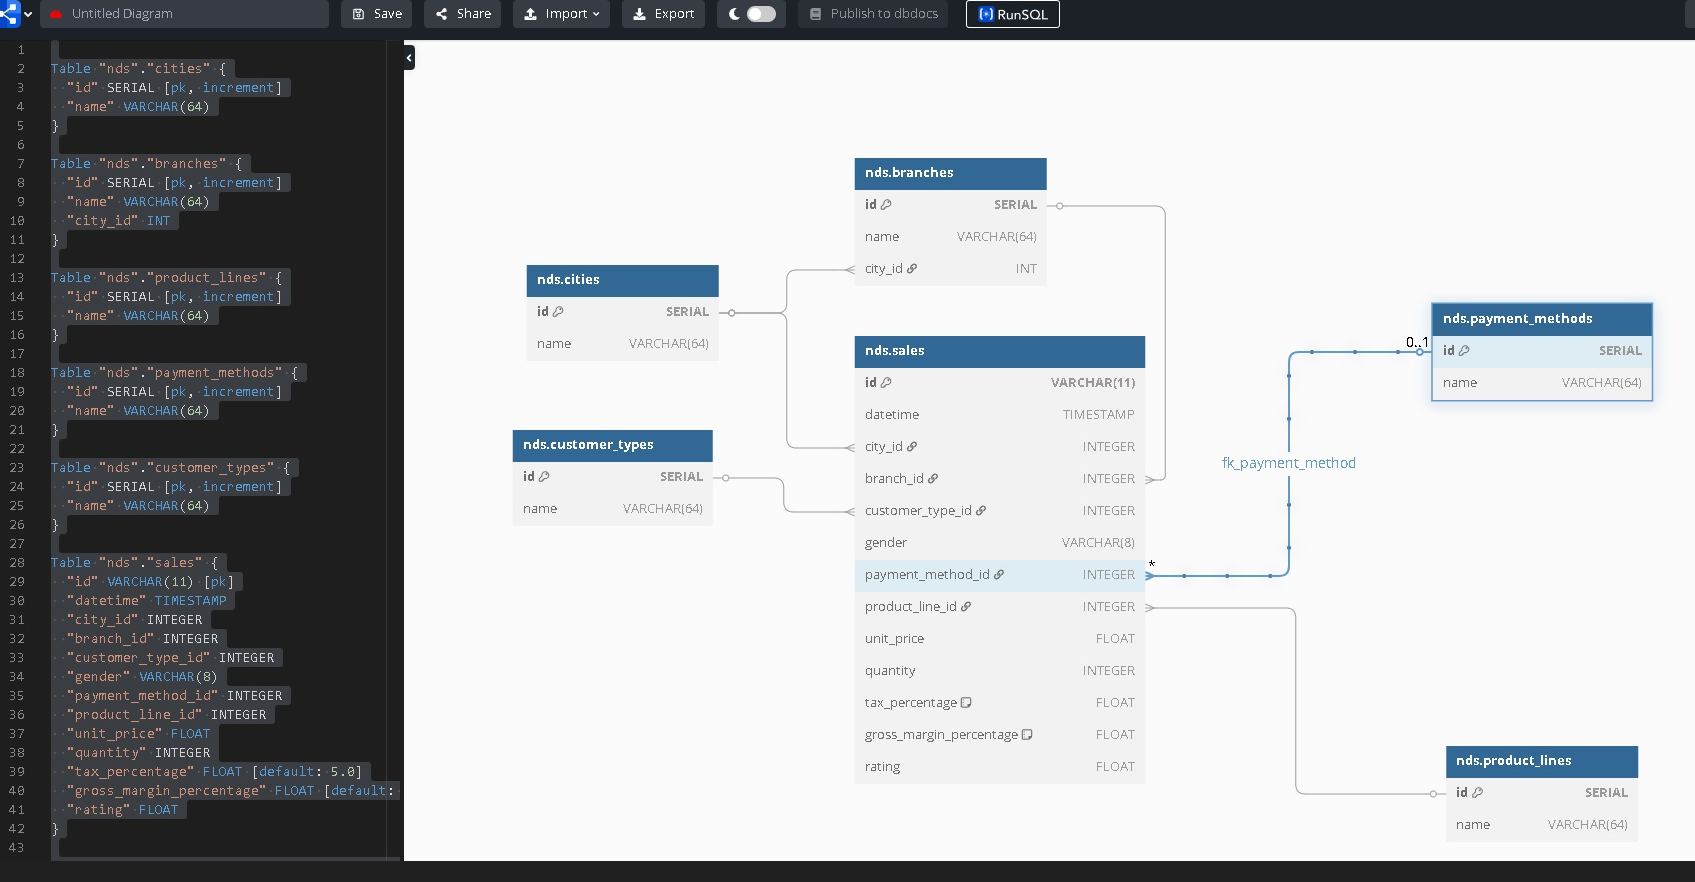 Untitled Diagram
Save
Share
Import
Export
Publish to dbdocs
RunSQL
1
2 Table "nds"."cities" {
3 "id" SERIAL [pk, increment]
4 "name" VARCHAR(64)
5 }
6
7 Table "nds"."branches" {
8 "id" SERIAL [pk, increment]
9 "name" VARCHAR(64)
10 "city_id" INT
11 }
12
13 Table "nds"."product_lines" {
14 "id" SERIAL [pk, increment]
15 "name" VARCHAR(64)
16 }
17
18 Table "nds"."payment_methods" {
19 "id" SERIAL [pk, increment]
20 "name" VARCHAR(64)
21 }
22
23 Table "nds"."customer_types" {
24 "id" SERIAL [pk, increment]
25 "name" VARCHAR(64)
26 }
27
28 Table "nds"."sales" {
29 "id" VARCHAR(11) [pk]
30 "datetime" TIMESTAMP
31 "city_id" INTEGER
32 "branch_id" INTEGER
33 "customer_type_id" INTEGER
34 "gender" VARCHAR(8)
35 "payment_method_id" INTEGER
36 "product_line_id" INTEGER
37 "unit_price" FLOAT
38 "quantity" INTEGER
39 "tax_percentage" FLOAT [default: 5.0]
40 "gross_margin_percentage" FLOAT [default:
41 "rating" FLOAT
42 }
43
nds.branches
id SERIAL
name VARCHAR(64)
city_id INT
nds.cities
id SERIAL
name VARCHAR(64)
nds.customer_types
id SERIAL
name VARCHAR(64)
nds.sales
id VARCHAR(11)
datetime TIMESTAMP
city_id INTEGER
branch_id INTEGER
customer_type_id INTEGER
gender VARCHAR(8)
payment_method_id INTEGER
product_line_id INTEGER
unit_price FLOAT
quantity INTEGER
tax_percentage FLOAT
gross_margin_percentage FLOAT
rating FLOAT
*
fk_payment_method
0..1
nds.payment_methods
id SERIAL
name VARCHAR(64)
nds.product_lines
id SERIAL
name VARCHAR(64)